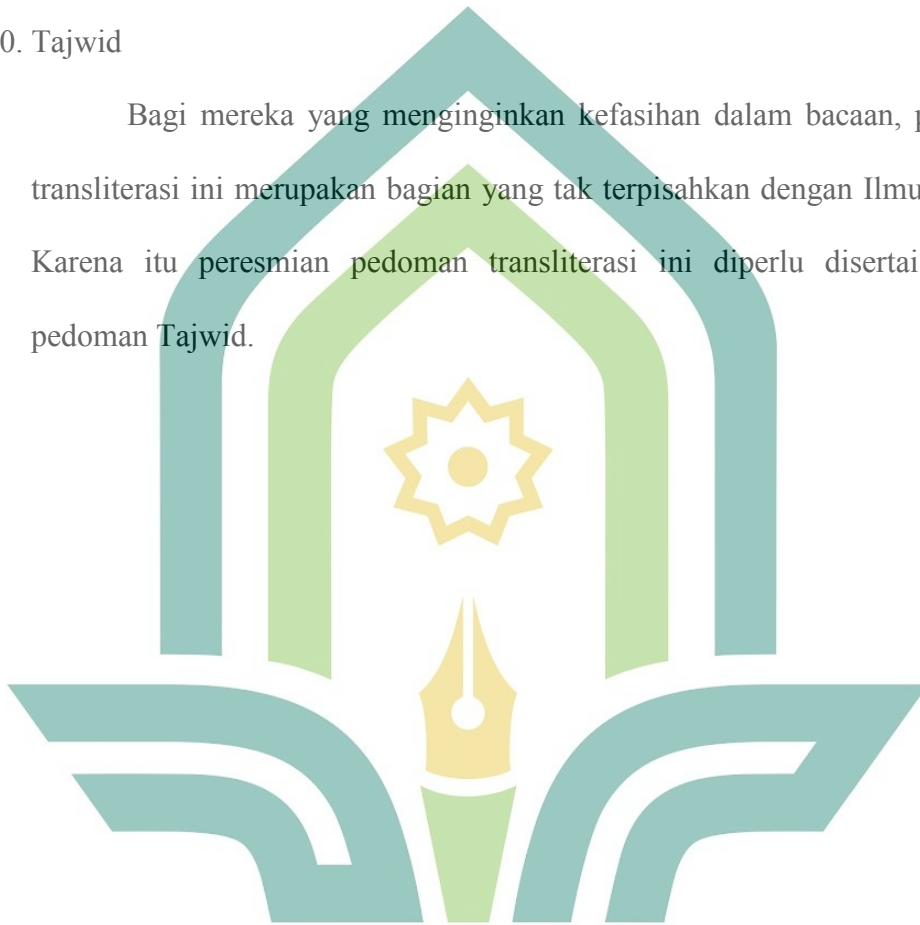 0. Tajwid
Bagi mereka yang menginginkan kefasihan dalam bacaan,
transliterasi ini merupakan bagian yang tak terpisahkan dengan Ilmu
Karena itu peresmian pedoman transliterasi ini diperlu disertai
pedoman Tajwid.